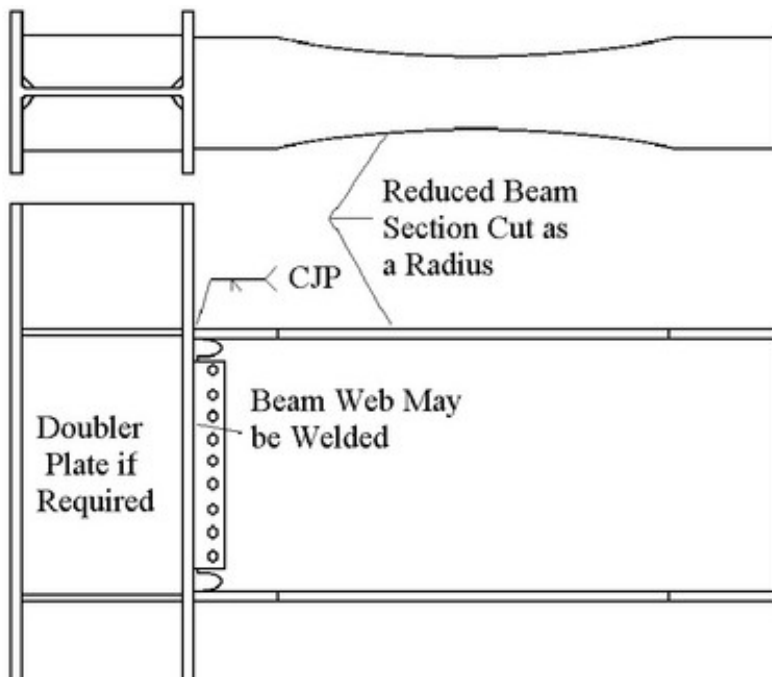 Reduced Beam
Section Cut as
a Radius
CJP
Beam Web May
be Welded
Doubler
Plate if
Required